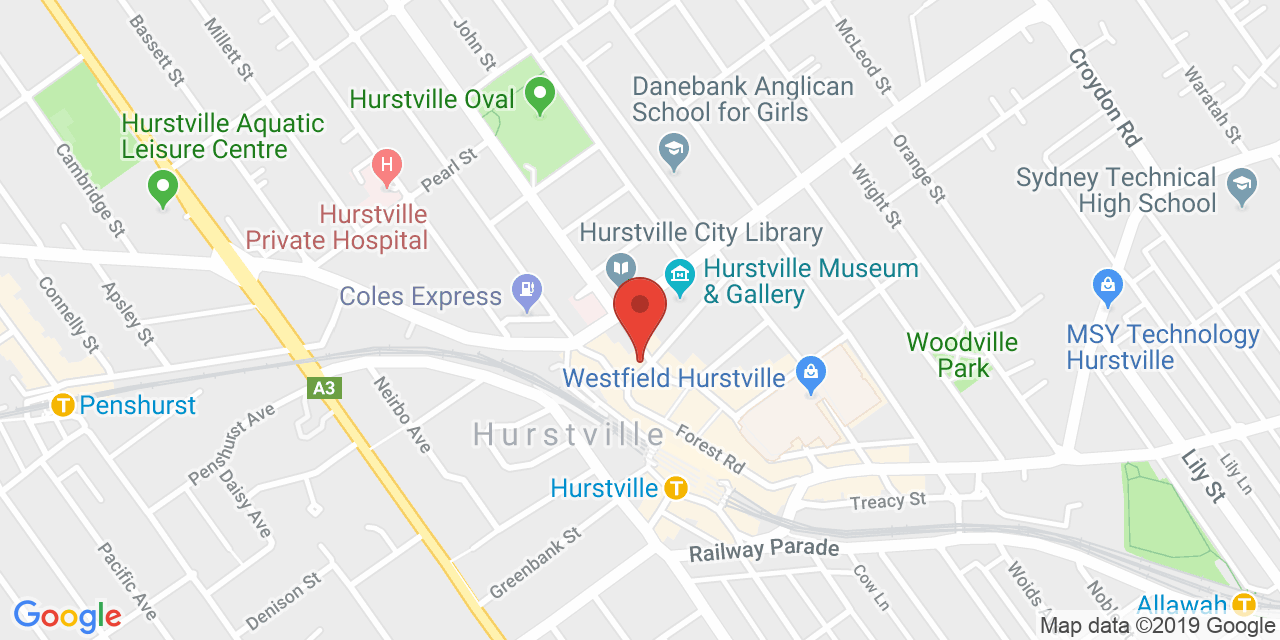 Bassett St
Millett St
John St
McLeod St
Croydon Rd
Waratah St
Hurstville Oval
Danebank Anglican
School for Girls
Hurstville Aquatic
Leisure Centre
Cambridge St
H
Pearl St
Orange St
Wright St
Sydney Technical
High School
Hurstville
Private Hospital
Hurstville City Library
Hurstville Museum
& Gallery
Coles Express
Connelly St
Apsley St
MSY Technology
Hurstville
Woodville
Park
Westfield Hurstville
A3
T Penshurst
Neirbo Ave
Penshurst Ave
Hurstville
Forest Rd
Daisy Ave
Hurstville T
Treacy St
Lily St
Lily Ln
Railway Parade
Greenbank St
Pacific Ave
Denison St
Cow Ln
Woids A
Nobl
Allawah T
Google
Map data ©2019 Google